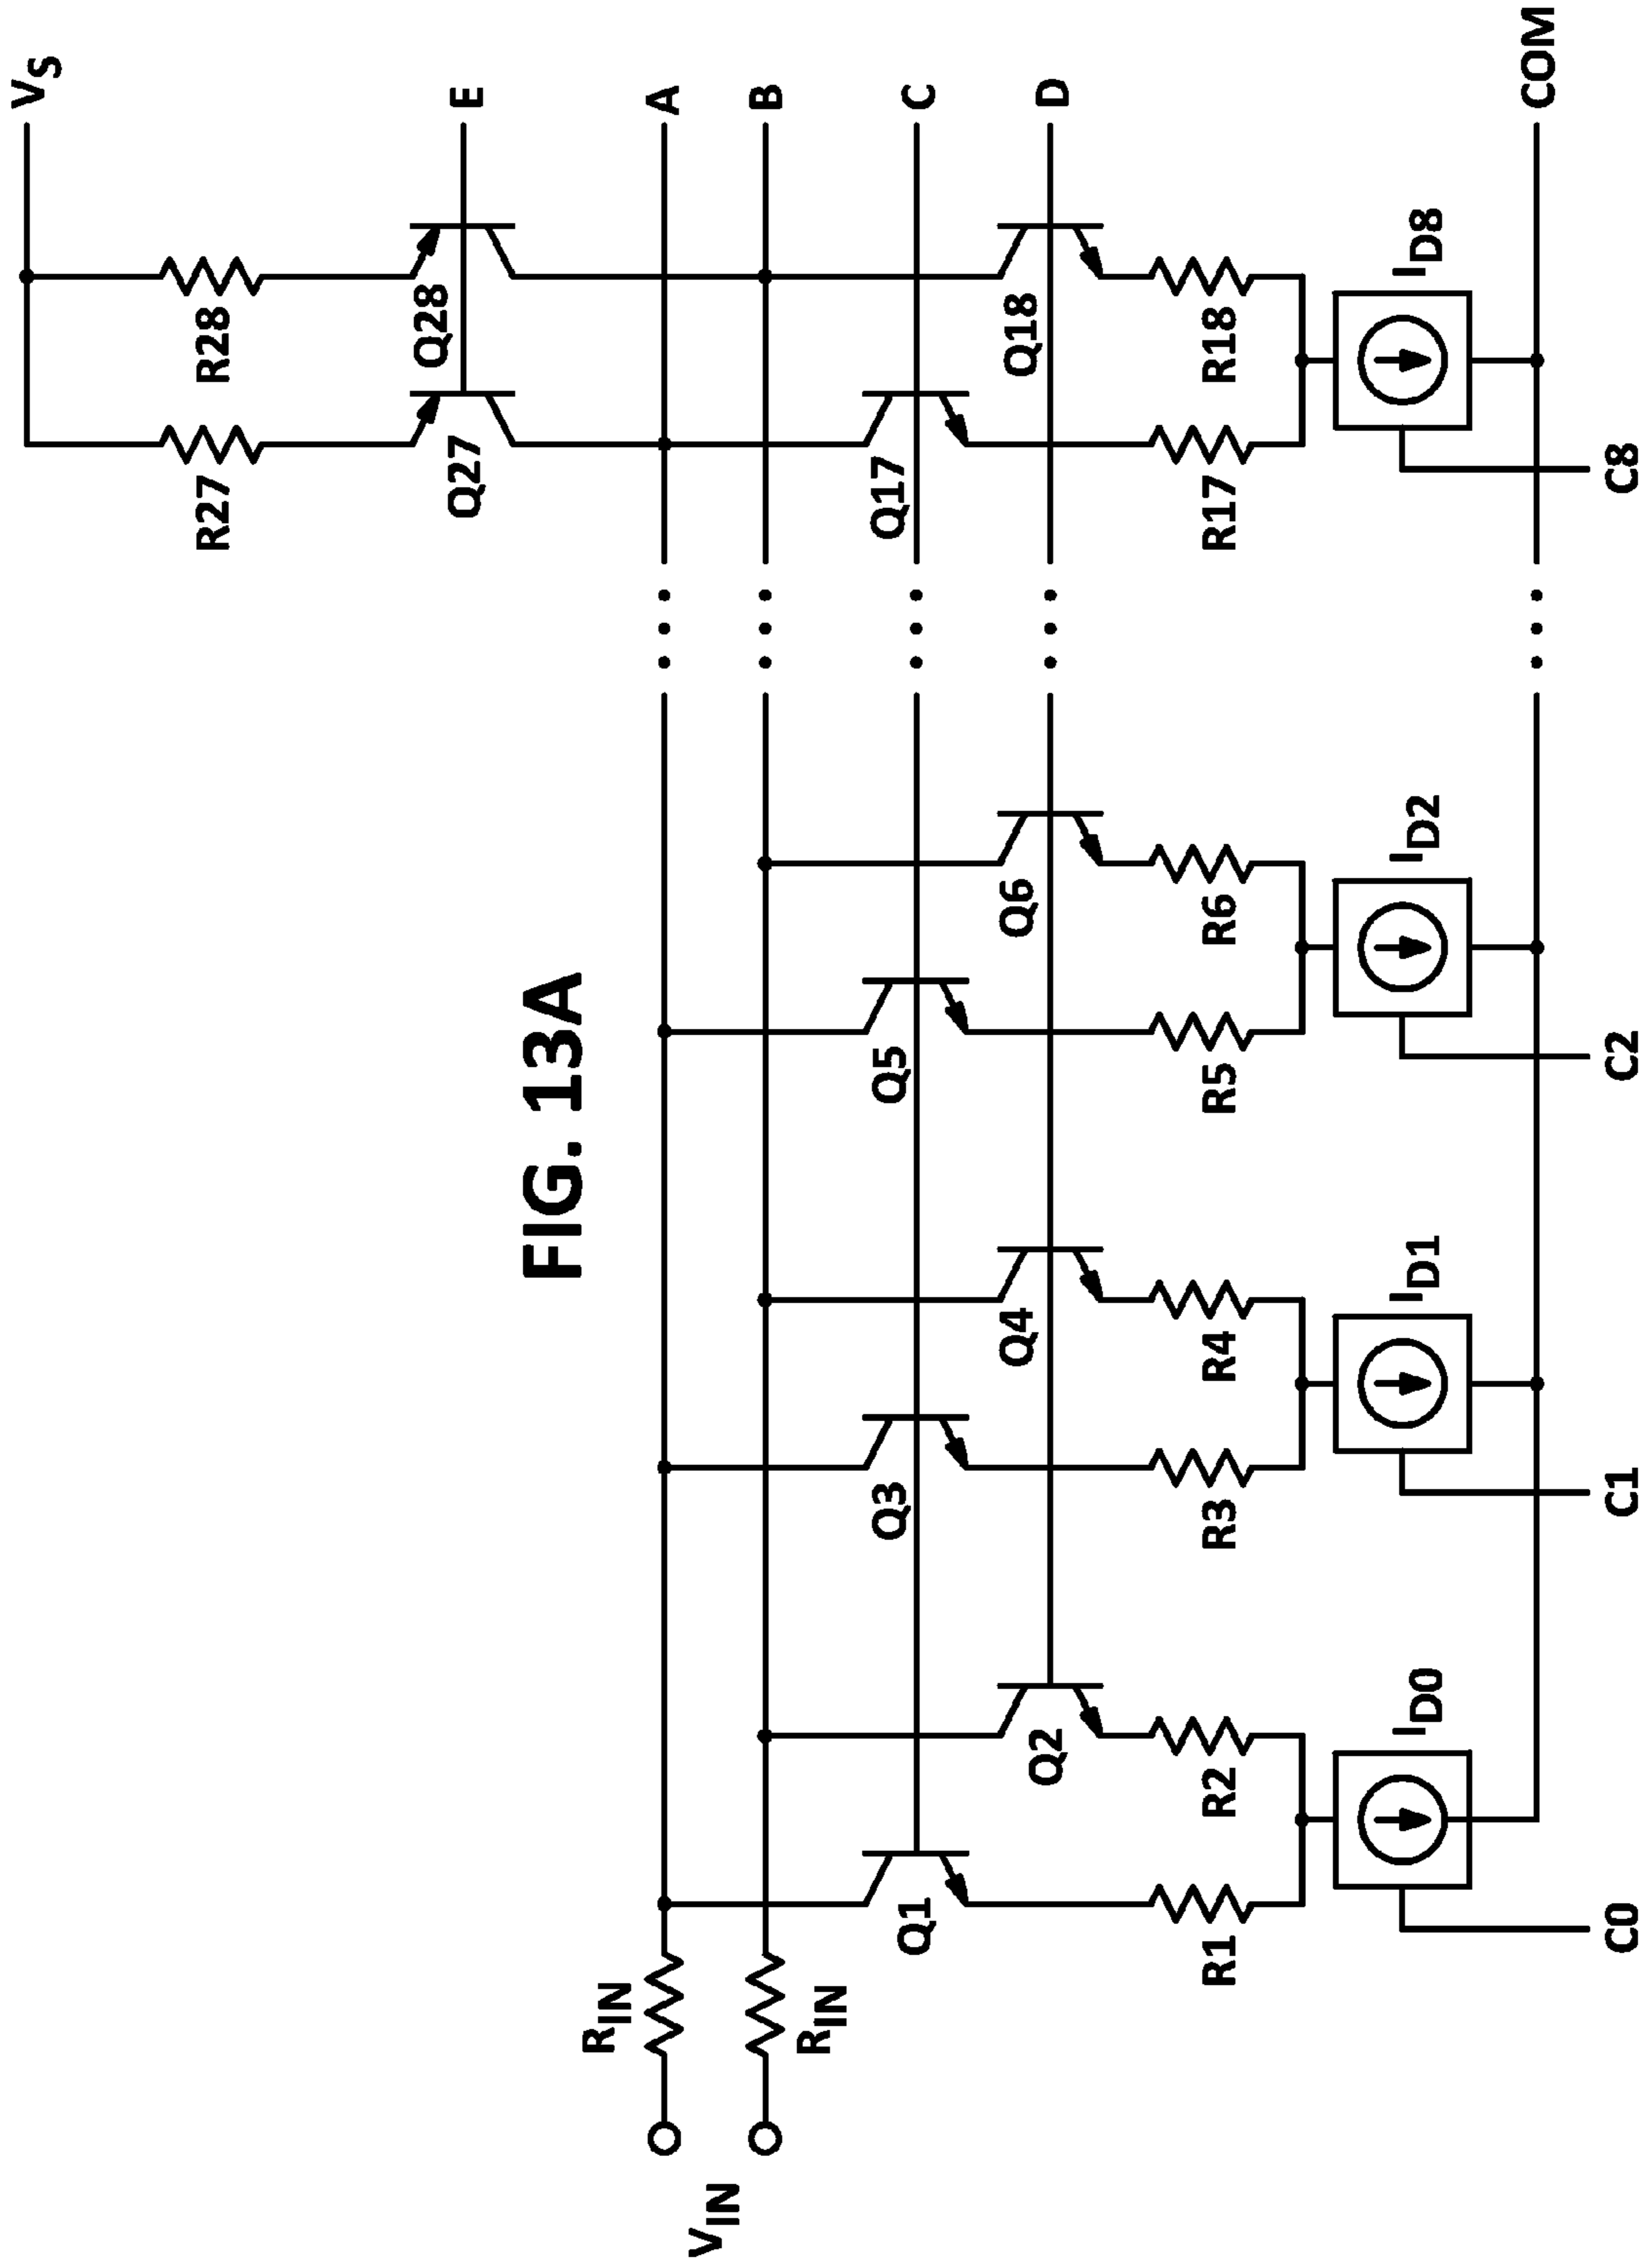 FIG. 13A
VS
R27
R28
Q27
Q28
E
A
B
C
D
VIN
RIN
RIN
Q1
Q2
Q3
Q4
Q5
Q6
Q17
Q18
R1
R2
R3
R4
R5
R6
R17
R18
ID0
ID1
ID2
ID8
COM
C0
C1
C2
C8